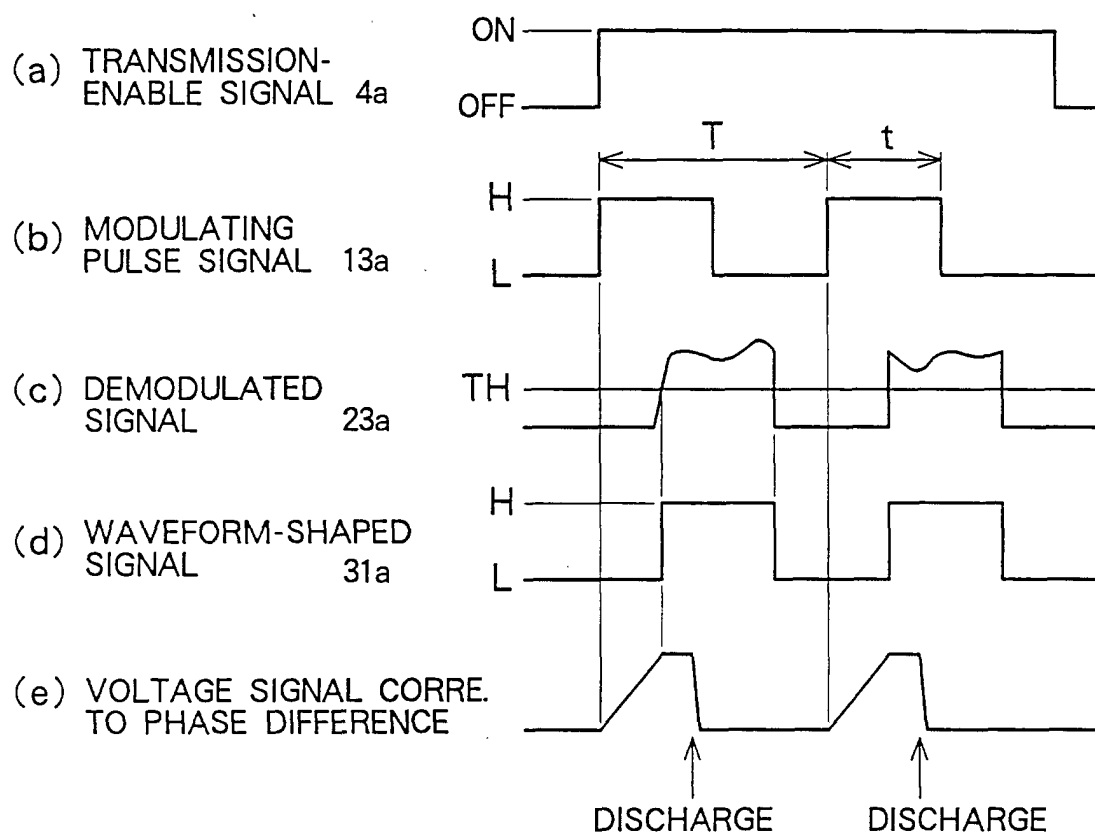 (a) TRANSMISSION-
ENABLE SIGNAL 4a
ON
OFF
T
t
(b) MODULATING
PULSE SIGNAL 13a
H
L
(c) DEMODULATED
SIGNAL 23a
TH
(d) WAVEFORM-SHAPED
SIGNAL 31a
H
L
(e) VOLTAGE SIGNAL CORRE.
TO PHASE DIFFERENCE
DISCHARGE
DISCHARGE